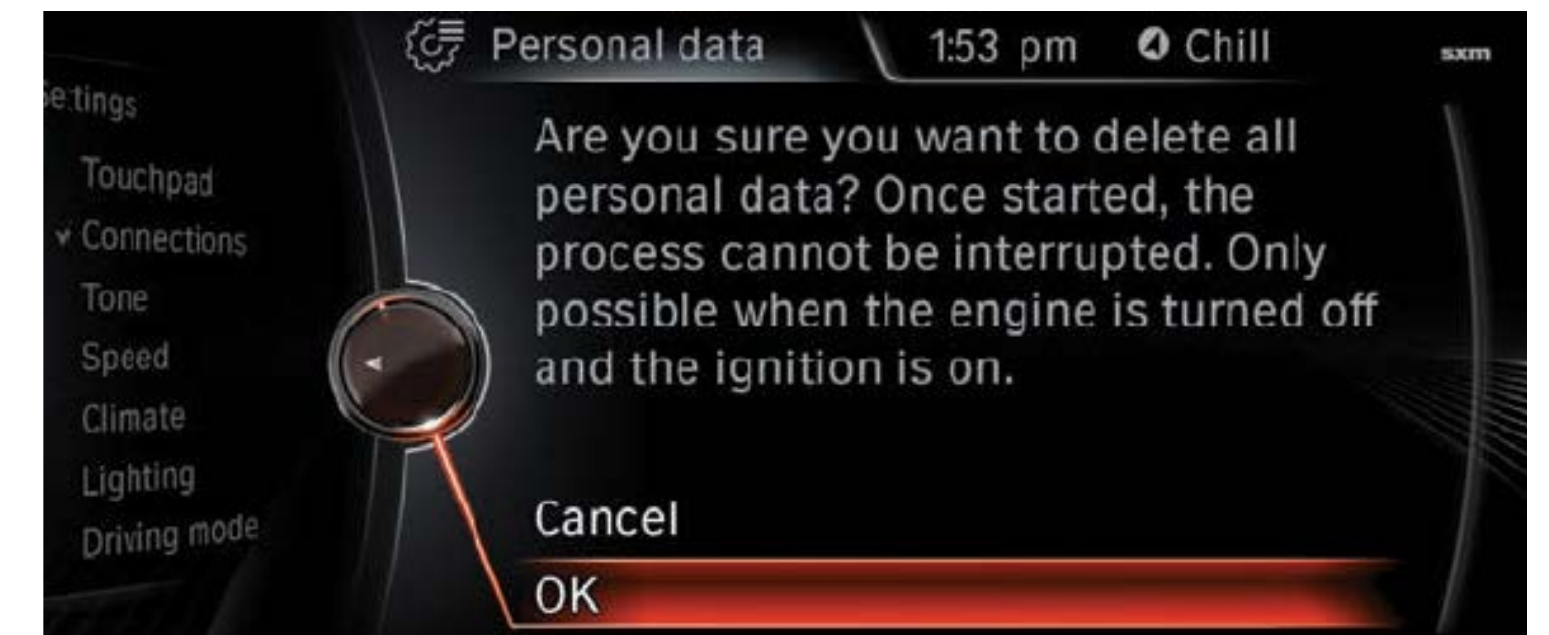 Personal data
1:53 pm
Chill
sxm
Settings
Touchpad
Connections
Tone
Speed
Climate
Lighting
Driving mode
Are you sure you want to delete all
personal data? Once started, the
process cannot be interrupted. Only
possible when the engine is turned off
and the ignition is on.
Cancel
OK